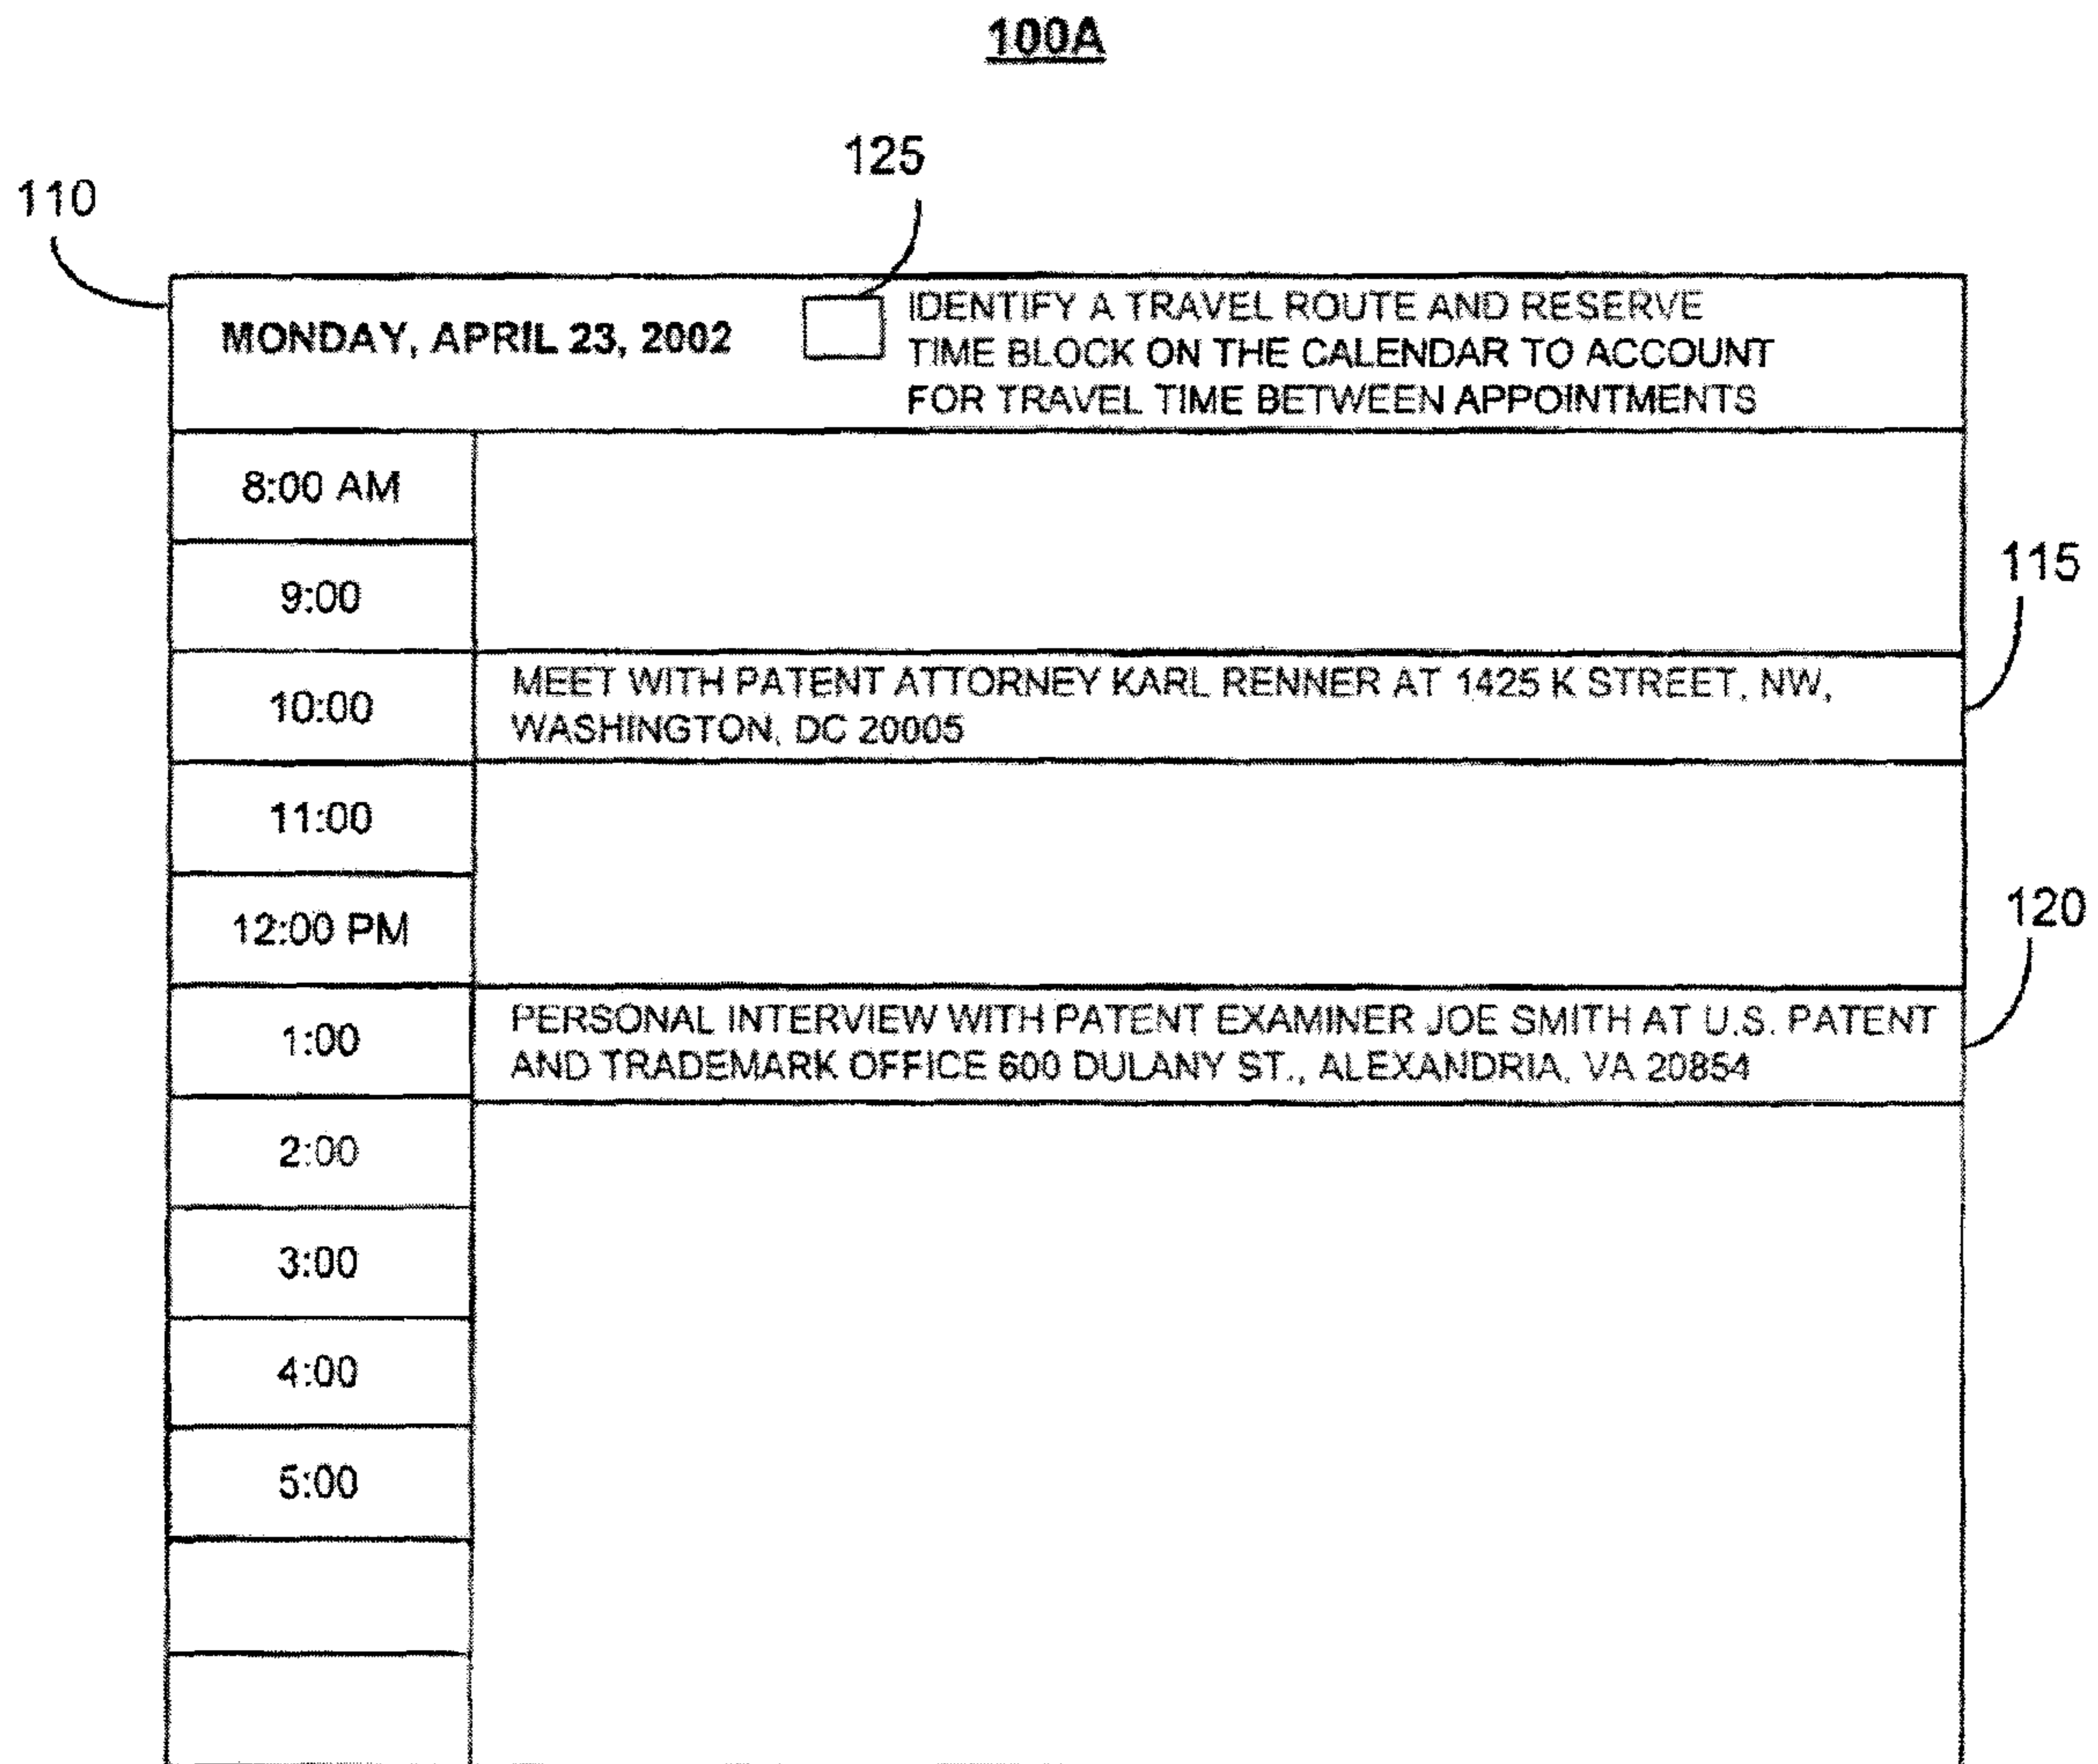 100A
125
110
MONDAY, APRIL 23, 2002
IDENTIFY A TRAVEL ROUTE AND RESERVE
TIME BLOCK ON THE CALENDAR TO ACCOUNT
FOR TRAVEL TIME BETWEEN APPOINTMENTS
8:00 AM
9:00
115
10:00
MEET WITH PATENT ATTORNEY KARL RENNER AT 1425 K STREET, NW,
WASHINGTON, DC 20005
11:00
12:00 PM
120
1:00
PERSONAL INTERVIEW WITH PATENT EXAMINER JOE SMITH AT U.S. PATENT
AND TRADEMARK OFFICE 600 DULANY ST., ALEXANDRIA, VA 20854
2:00
3:00
4:00
5:00